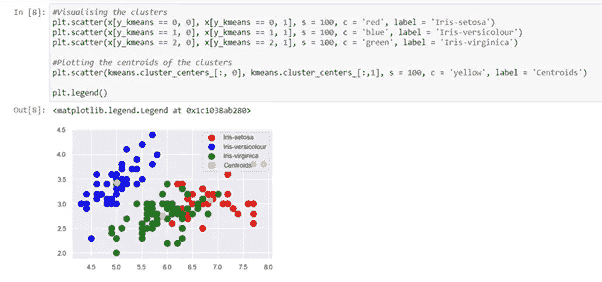 In [8]: #Visualising the clusters
plt.scatter(x[y_kmeans == 0, 0], x[y_kmeans == 0, 1], s = 100, c = 'red', label = 'Iris-setosa')
plt.scatter(x[y_kmeans == 1, 0], x[y_kmeans == 1, 1], s = 100, c = 'blue', label = 'Iris-versicolour')
plt.scatter(x[y_kmeans == 2, 0], x[y_kmeans == 2, 1], s = 100, c = 'green', label = 'Iris-virginica')
#Plotting the centroids of the clusters
plt.scatter(kmeans.cluster_centers_[:, 0], kmeans.cluster_centers_[:,1], s = 100, c = 'yellow', label = 'Centroids')
plt.legend()
Out[8]: <matplotlib.legend.Legend at 0x1c1038ab280>
4.5
Iris-setosa
Iris-versicolour
4.0
Iris-virginica
Centroids
3.5
3.0
2.5
2.0
4.5 5.0 5.5 6.0 6.5 7.0 7.5 8.0